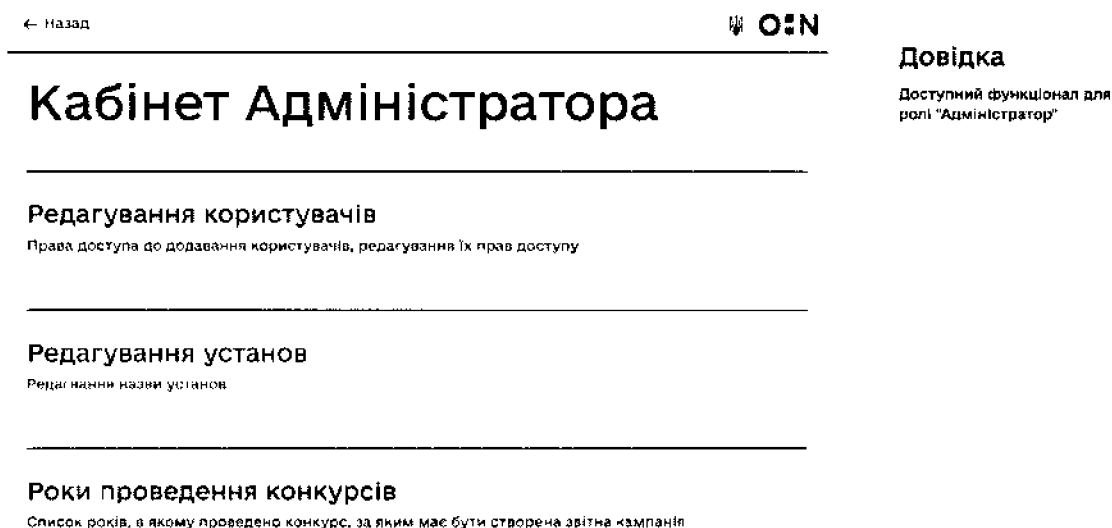 ← Назад
O:N
Кабінет Адміністратора
Редагування користувачів
Права доступа до додавання користувачів, редагування їх прав доступу
Редагування установ
назви установ
Роки проведення конкурсів
Список років, в якому проведено конкурс, за яким має бути створена звітна кампанія
Довідка
Доступний функціонал для
ролі "Адміністратор"